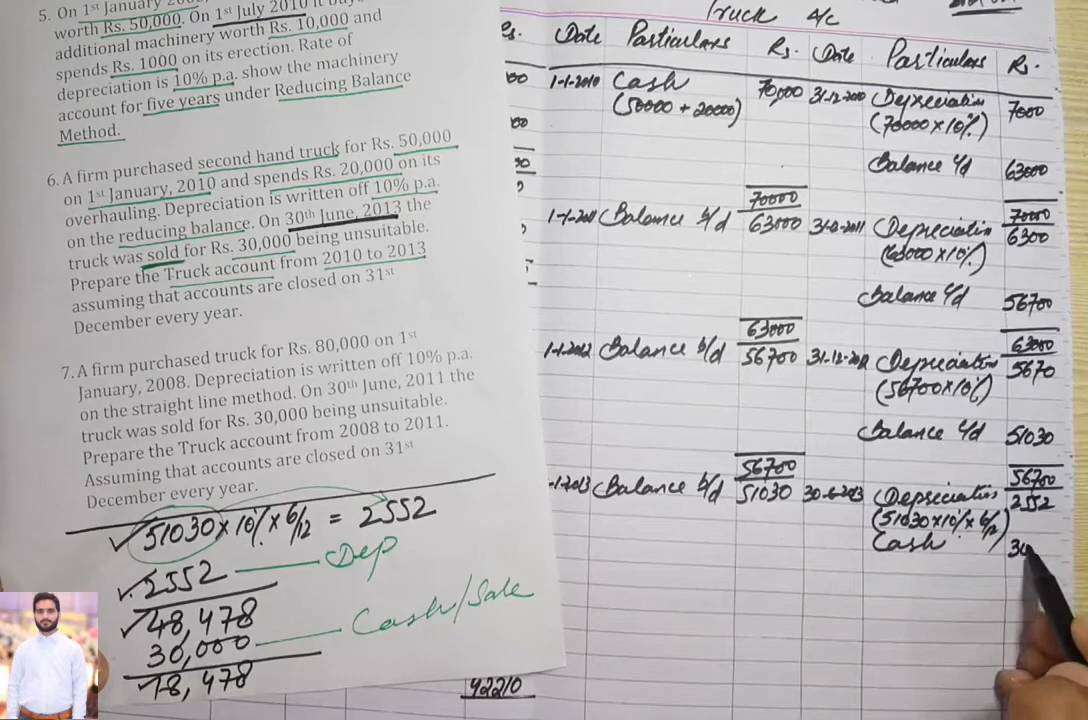 5. On 1st January
worth Rs. 50,000. On 1st July 2010 it
additional machinery worth Rs. 10,000 and
spends Rs. 1000 on its erection. Rate of
depreciation is 10% p.a. show the machinery
account for five years under Reducing Balance
Method.
6. A firm purchased second hand truck for Rs. 50,000
on 1st January, 2010 and spends Rs. 20,000 on its
overhauling. Depreciation is written off 10% p.a.
on the reducing balance. On 30th June, 2013 the
truck was sold for Rs. 30,000 being unsuitable.
Prepare the Truck account from 2010 to 2013
assuming that accounts are closed on 31st
December every year.
7. A firm purchased truck for Rs. 80,000 on 1st
January, 2008. Depreciation is written off 10% p.a.
on the straight line method. On 30th June, 2011 the
truck was sold for Rs. 30,000 being unsuitable.
Prepare the Truck account from 2008 to 2011.
Assuming that accounts are closed on 31st
December every year.
51030 x 10% x 6/12 = 2552
2552 Dep
48,478
30,000 Cash/Sale
18,478
Truck A/c
Rs. Date Particulars Rs. Date Particulars Rs.
1-1-2010 Cash 70,000 31-12-2010 Depreciation 7000
(50000 + 20000) (70000 x 10%)
Balance c/d 63000
70000 70000
1-1-2011 Balance b/d 63000 31-12-2011 Depreciation 6300
(63000 x 10%)
Balance c/d 56700
63000 63000
1-1-2012 Balance b/d 56700 31-12-2012 Depreciation 5670
(56700 x 10%)
Balance c/d 51030
56700 56700
1-1-2013 Balance b/d 51030 30-6-2013 Depreciation 2552
(51030 x 10% x 6/12)
Cash 30
42210